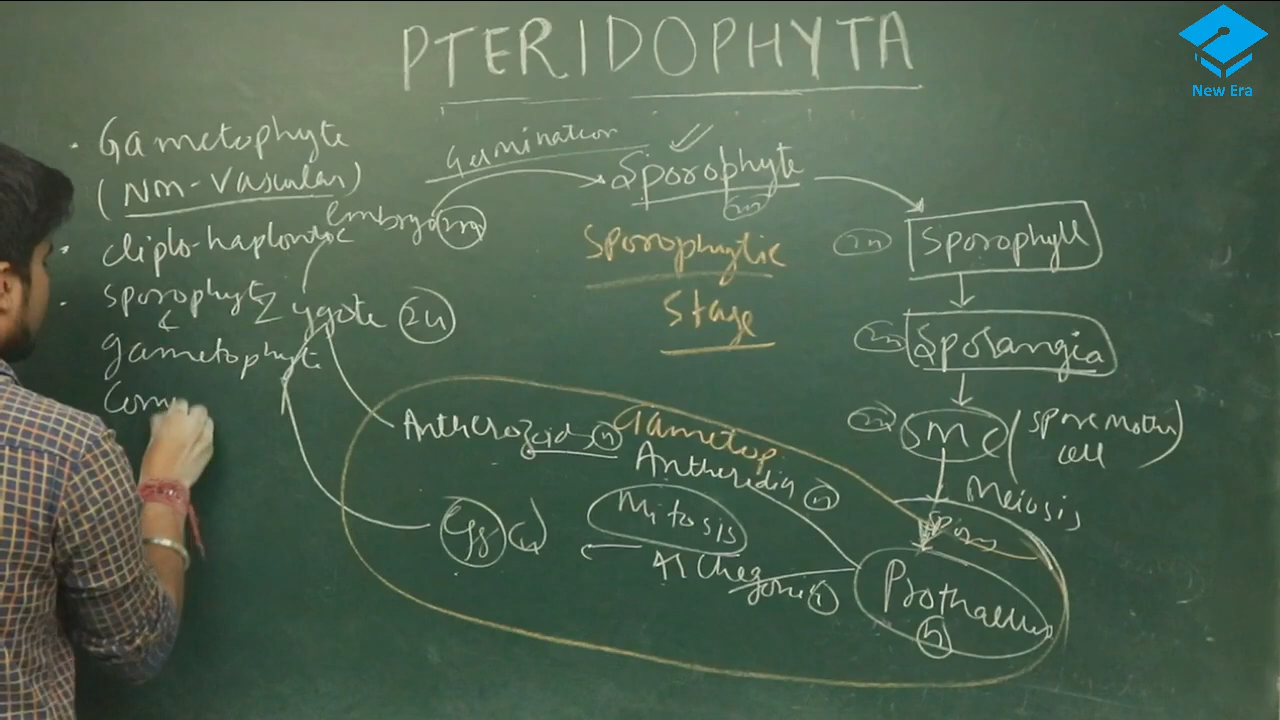 PTERIDOPHYTA
New Era
• Gametophyte
(Non-Vascular)
• diplo-haplontic
• Sporophyte
gametophyte
Com
embryo 2n
Zygote 2n
Germination
Sporophyte
2n
Sporophytic
Stage
2n Sporophyll
2n Sporangia
2n SMC (Spore Mother
cell)
Meiosis
Spores
Prothallus
n
Gametop
Antherozoids n
Antheridia n
Mitosis
Archegonia n
Egg n